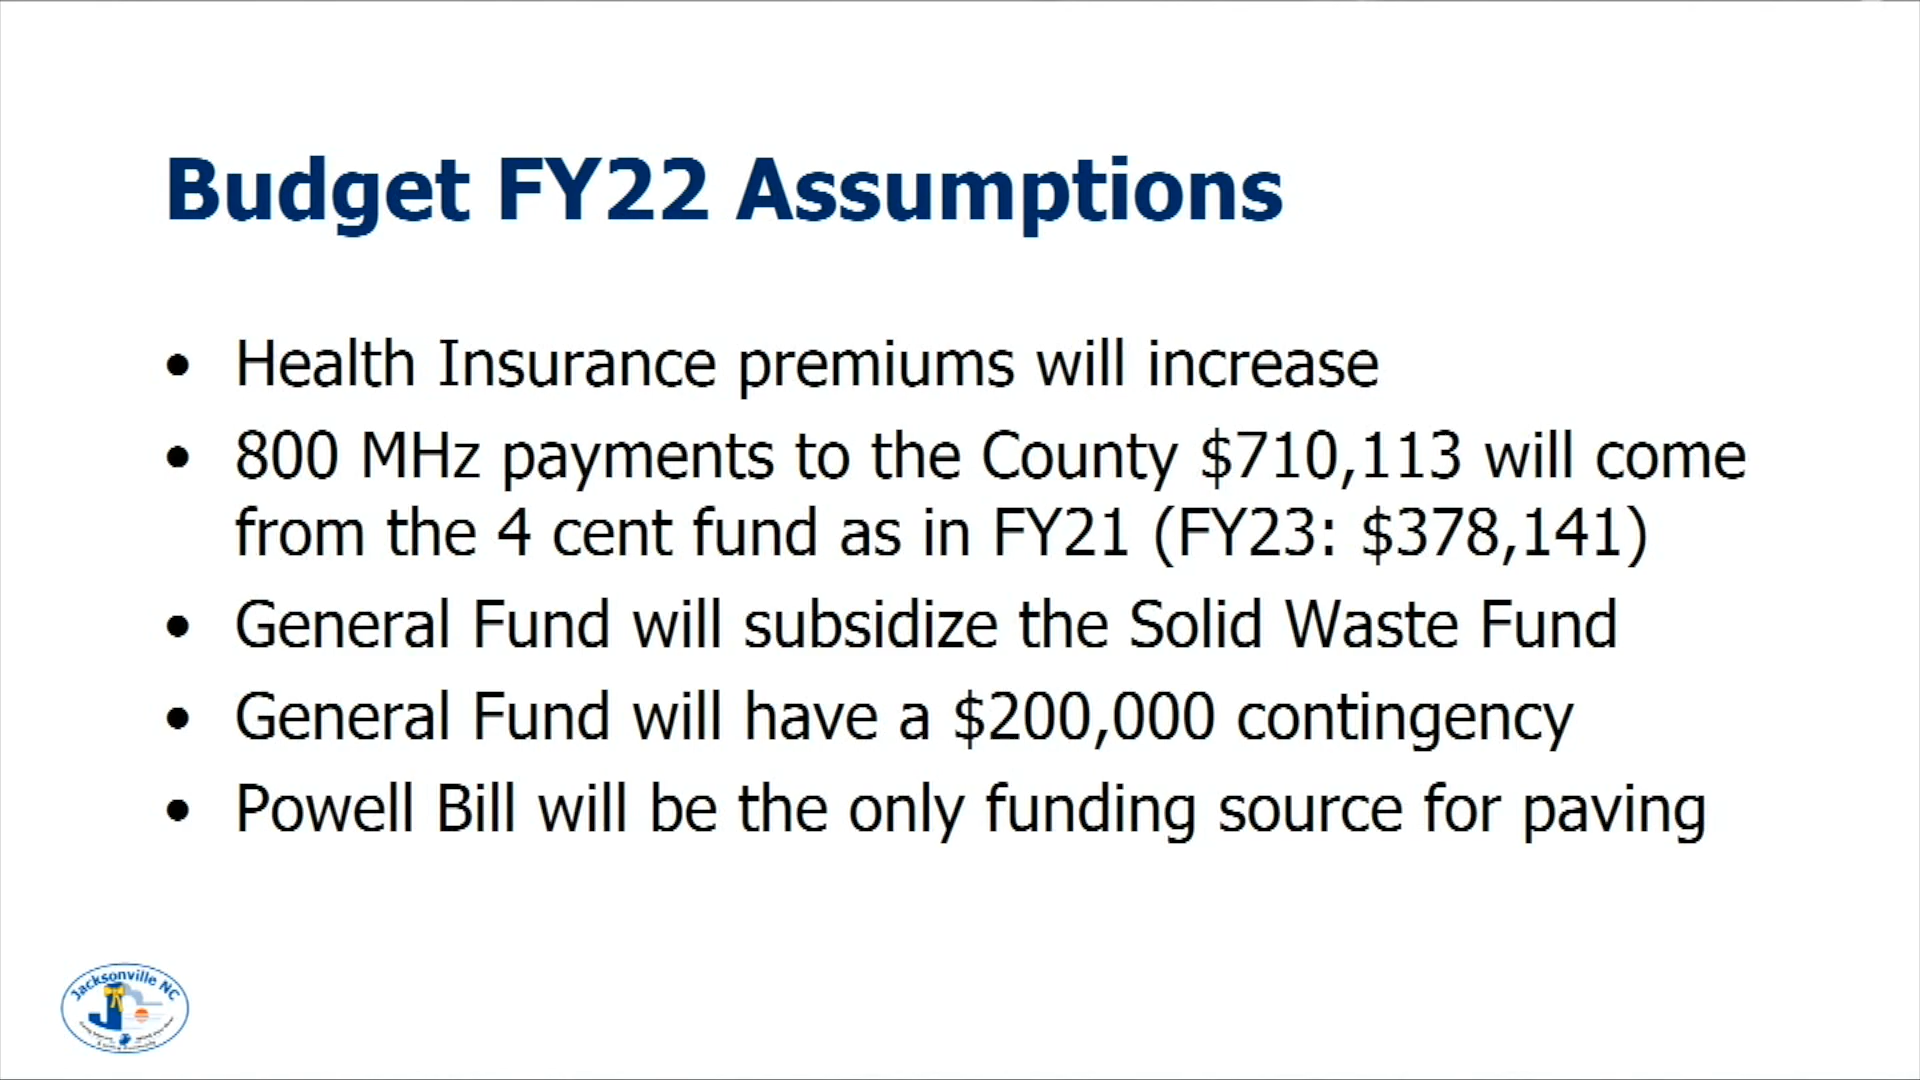 Budget FY22 Assumptions
• Health Insurance premiums will increase
• 800 MHz payments to the County $710,113 will come
from the 4 cent fund as in FY21 (FY23: $378,141)
• General Fund will subsidize the Solid Waste Fund
• General Fund will have a $200,000 contingency
• Powell Bill will be the only funding source for paving
Jacksonville NC